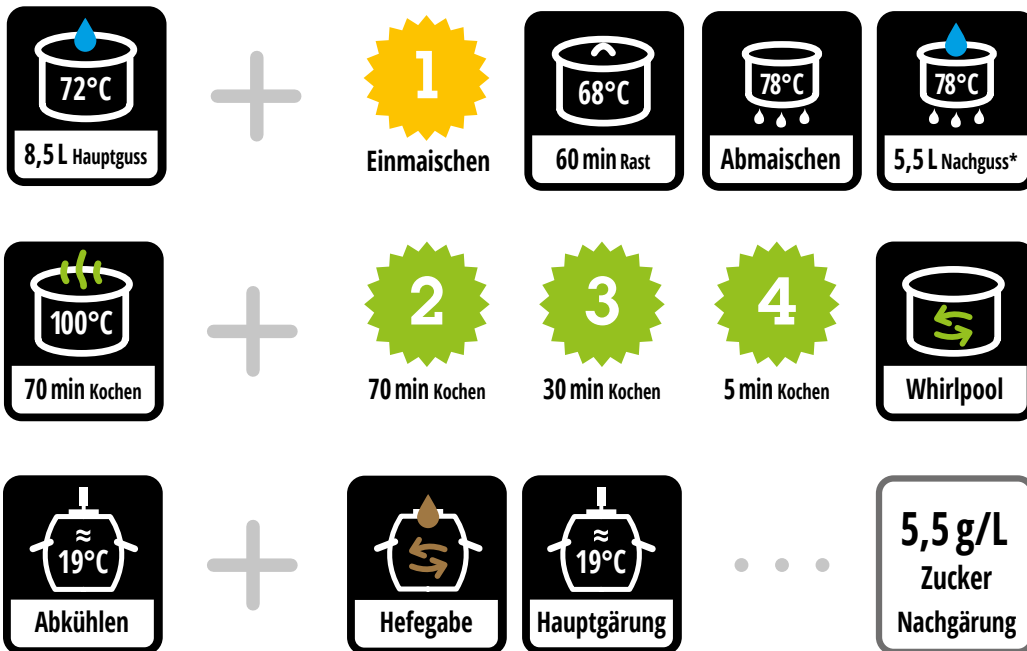 72°C
8,5 L Hauptguss
1
Einmaischen
68°C
60 min Rast
78°C
Abmaischen
78°C
5,5 L Nachguss*
100°C
70 min Kochen
2
70 min Kochen
3
30 min Kochen
4
5 min Kochen
Whirlpool
≈
19°C
Abkühlen
Hefegabe
≈
19°C
Hauptgärung
5,5 g/L
Zucker
Nachgärung